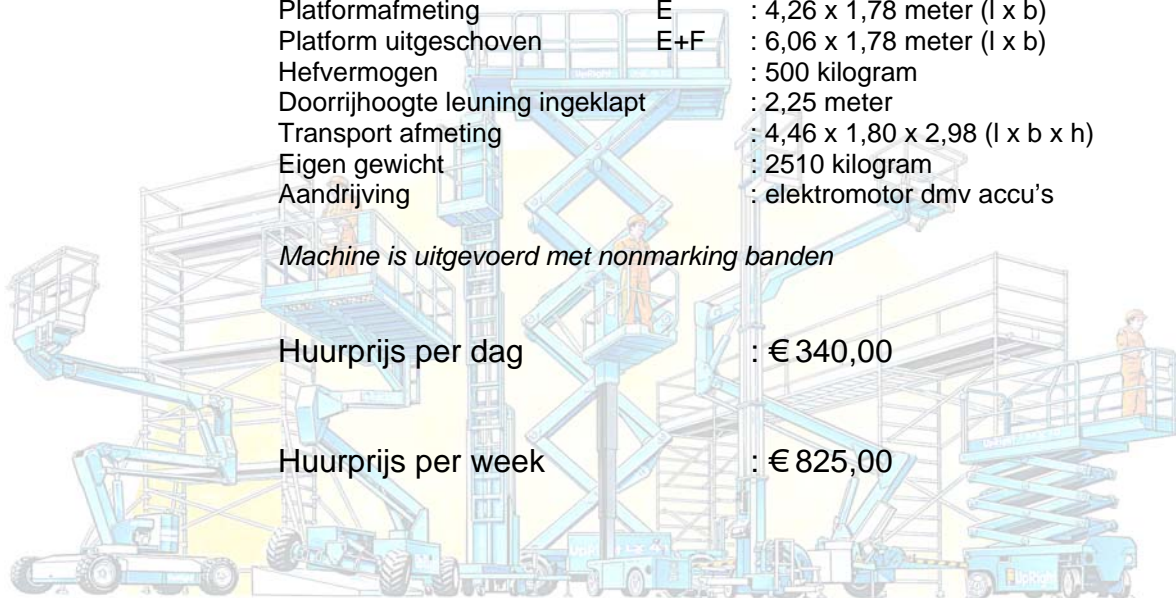 Platformafmeting E : 4,26 x 1,78 meter (l x b)
Platform uitgeschoven E+F : 6,06 x 1,78 meter (l x b)
Hefvermogen : 500 kilogram
Doorrijhoogte leuning ingeklapt : 2,25 meter
Transport afmeting : 4,46 x 1,80 x 2,98 (l x b x h)
Eigen gewicht : 2510 kilogram
Aandrijving : elektromotor dmv accu’s
Machine is uitgevoerd met nonmarking banden
Huurprijs per dag : € 340,00
Huurprijs per week : € 825,00
UpRight
UpRight